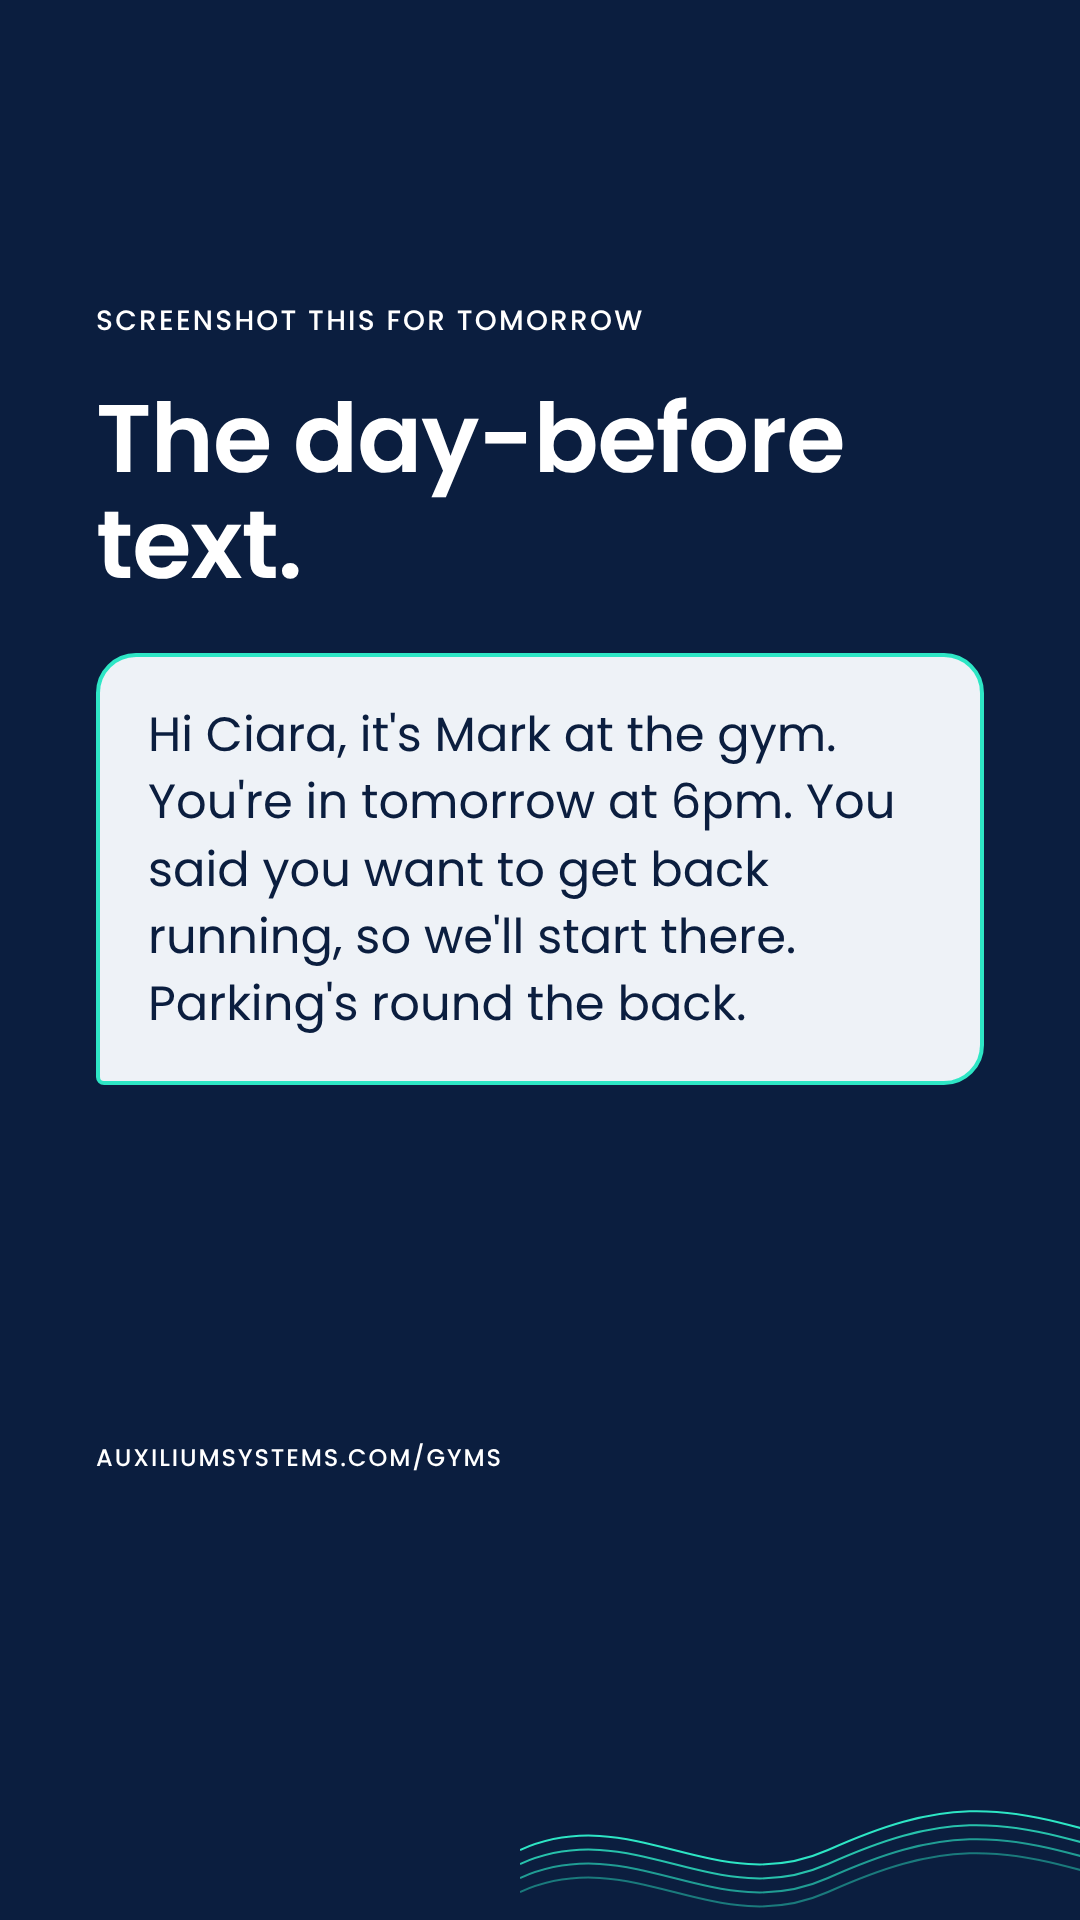 SCREENSHOT THIS FOR TOMORROW
The day-before
text.
Hi Ciara, it's Mark at the gym.
You're in tomorrow at 6pm. You
said you want to get back
running, so we'll start there.
Parking's round the back.
AUXILIUMSYSTEMS.COM/GYMS